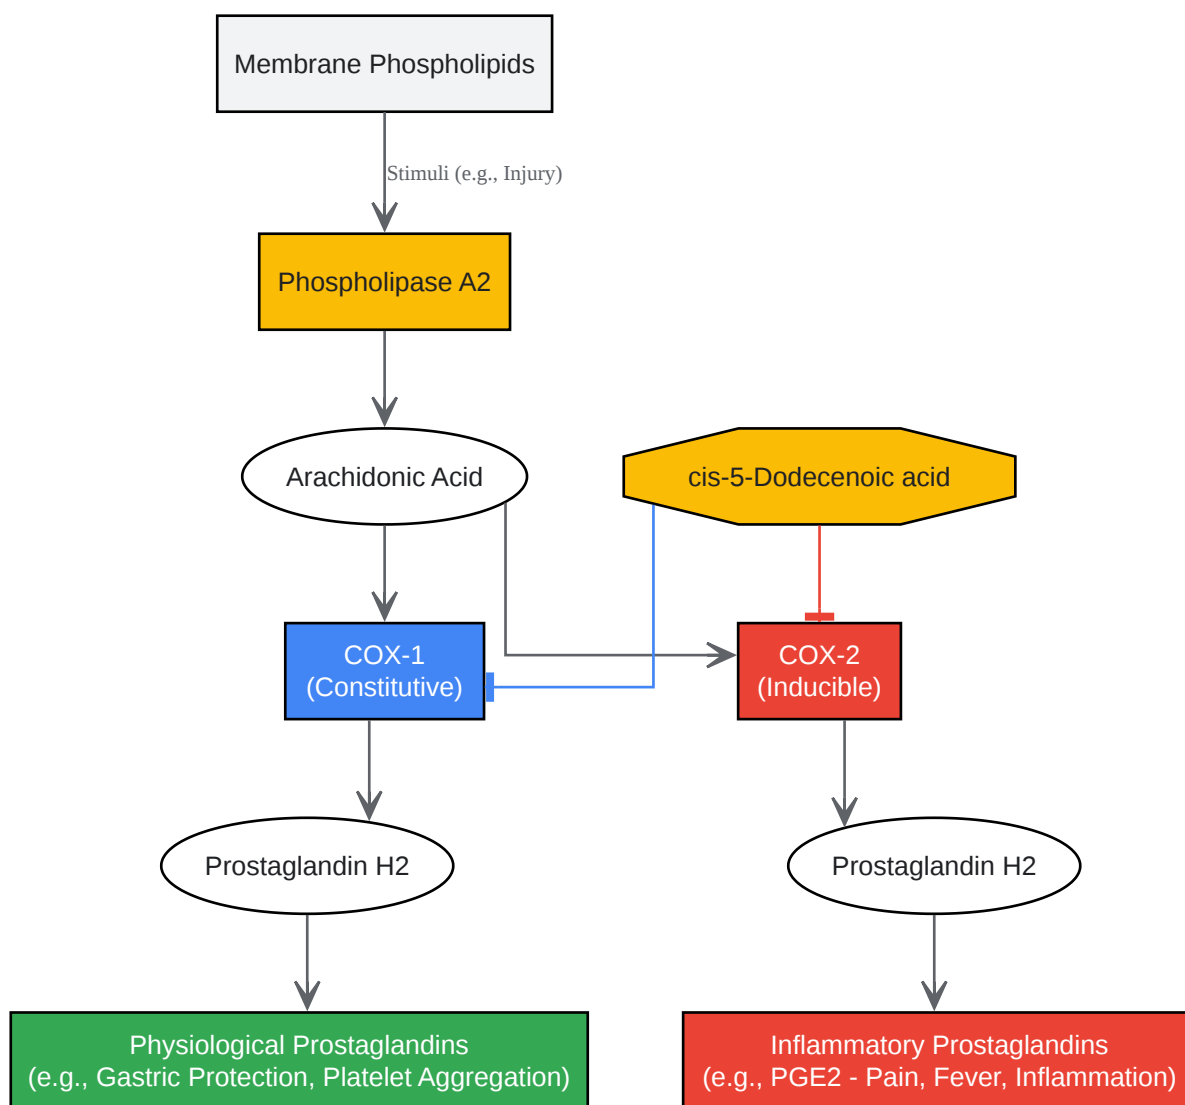 Membrane Phospholipids
Stimuli (e.g., Injury)
Phospholipase A2
Arachidonic Acid
cis-5-Dodecenoic acid
COX-1
(Constitutive)
COX-2
(Inducible)
Prostaglandin H2
Prostaglandin H2
Physiological Prostaglandins
(e.g., Gastric Protection, Platelet Aggregation)
Inflammatory Prostaglandins
(e.g., PGE2 - Pain, Fever, Inflammation)